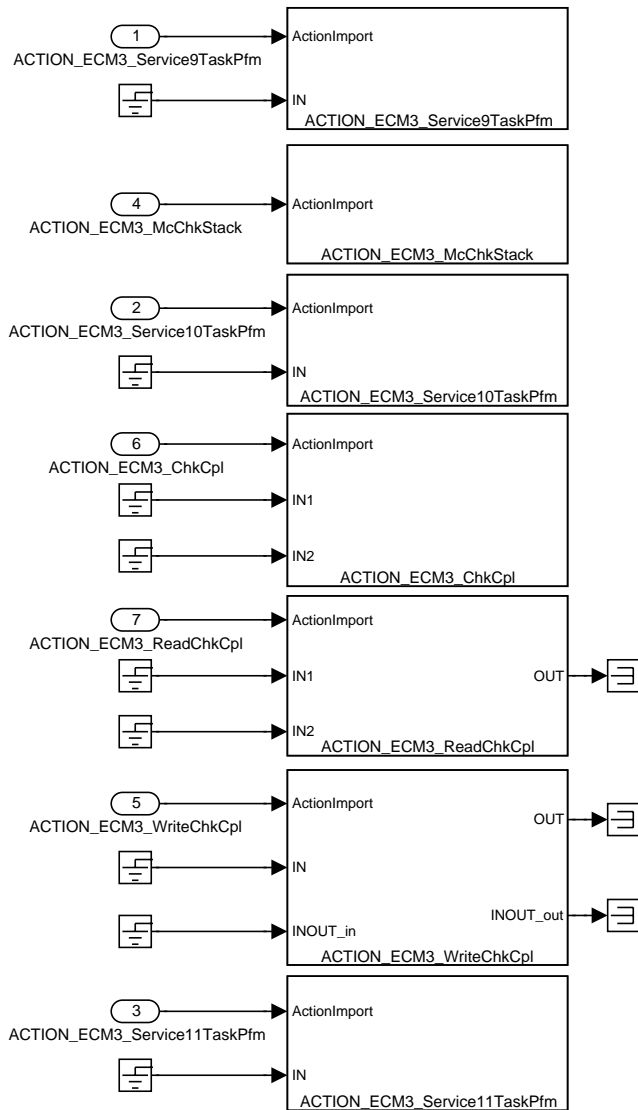 1
ActionImport
ACTION_ECM3_Service9TaskPfm
IN
ACTION_ECM3_Service9TaskPfm
4
ActionImport
ACTION_ECM3_McChkStack
ACTION_ECM3_McChkStack
2
ActionImport
ACTION_ECM3_Service10TaskPfm
IN
ACTION_ECM3_Service10TaskPfm
6
ActionImport
ACTION_ECM3_ChkCpl
IN1
IN2
ACTION_ECM3_ChkCpl
7
ActionImport
ACTION_ECM3_ReadChkCpl
IN1
OUT
IN2
ACTION_ECM3_ReadChkCpl
5
ActionImport
OUT
ACTION_ECM3_WriteChkCpl
IN
INOUT_out
INOUT_in
ACTION_ECM3_WriteChkCpl
3
ActionImport
ACTION_ECM3_Service11TaskPfm
IN
ACTION_ECM3_Service11TaskPfm